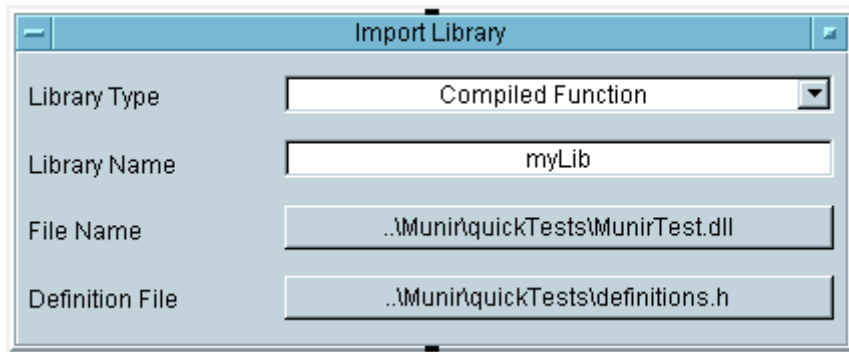 Import Library
Library Type Compiled Function
Library Name myLib
File Name ..\Munir\quickTests\MunirTest.dll
Definition File ..\Munir\quickTests\definitions.h